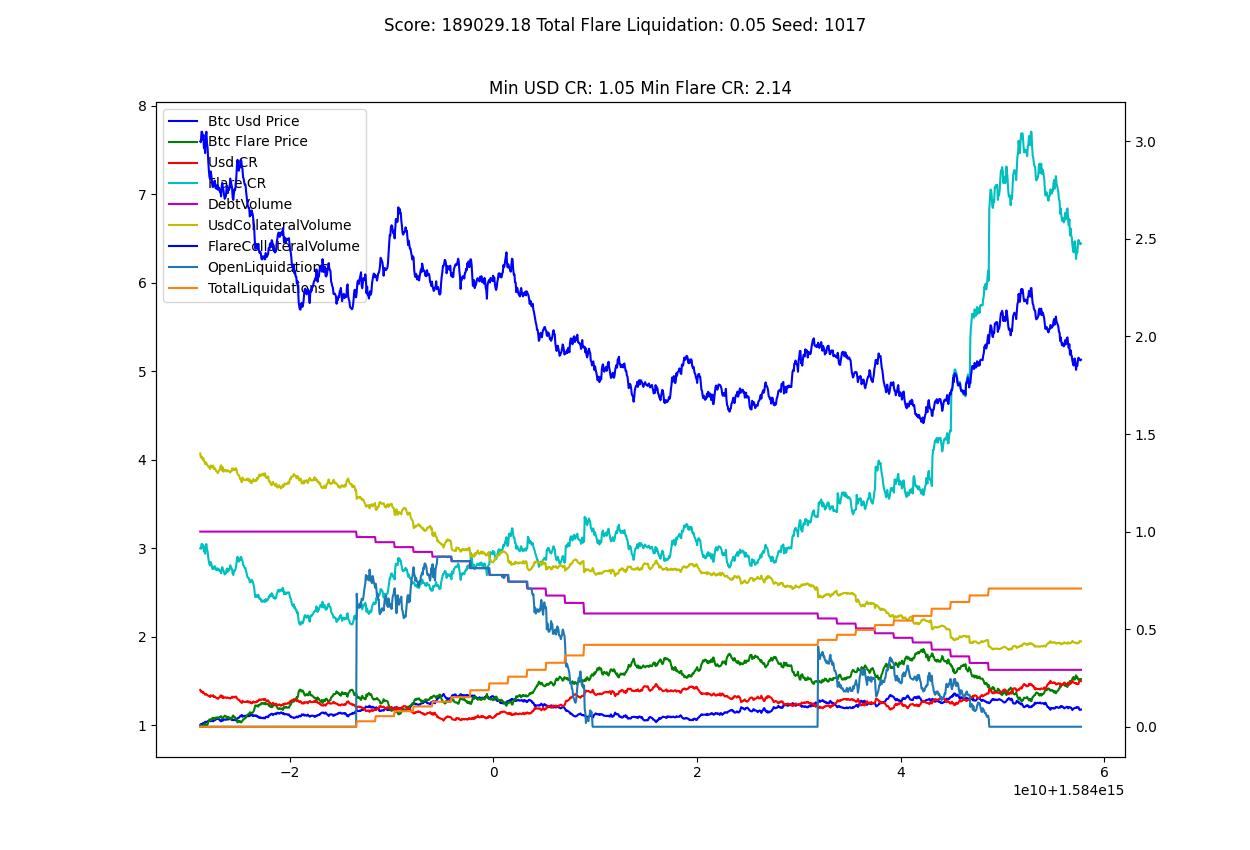 Score: 189029.18 Total Flare Liquidation: 0.05 Seed: 1017
Min USD CR: 1.05 Min Flare CR: 2.14
Btc Usd Price
Btc Flare Price
Usd CR
Flare CR
DebtVolume
UsdCollateralVolume
FlareCollateralVolume
OpenLiquidations
TotalLiquidations
8
7
6
5
4
3
2
1
3.0
2.5
2.0
1.5
1.0
0.5
0.0
−2 0 2 4 6
1e10+1.584e15